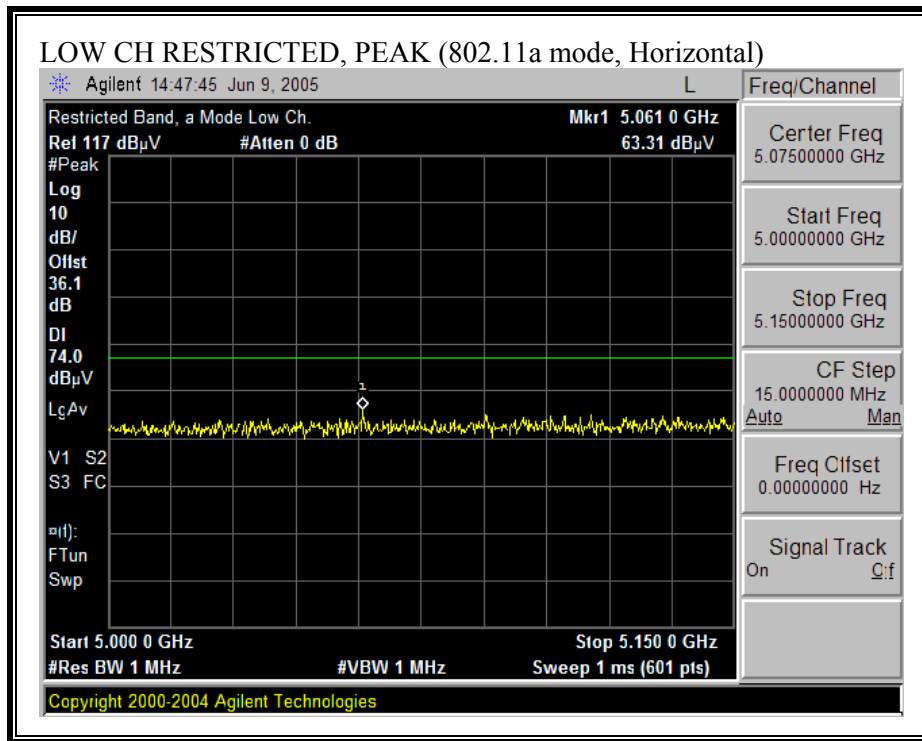 LOW CH RESTRICTED, PEAK (802.11a mode, Horizontal)
Agilent 14:47:45 Jun 9, 2005 L
Restricted Band, a Mode Low Ch. Mkr1 5.061 0 GHz
Ref 117 dBµV #Atten 0 dB 63.31 dBµV
#Peak
Log
10
dB/
Offst
36.1
dB
DI
74.0
dBµV
LgAv
1
V1 S2
S3 FC
¤(f):
FTun
Swp
Start 5.000 0 GHz Stop 5.150 0 GHz
#Res BW 1 MHz #VBW 1 MHz Sweep 1 ms (601 pts)
Copyright 2000-2004 Agilent Technologies
Freq/Channel
Center Freq
5.07500000 GHz
Start Freq
5.00000000 GHz
Stop Freq
5.15000000 GHz
CF Step
15.0000000 MHz
Auto Man
Freq Offset
0.00000000 Hz
Signal Track
On Off